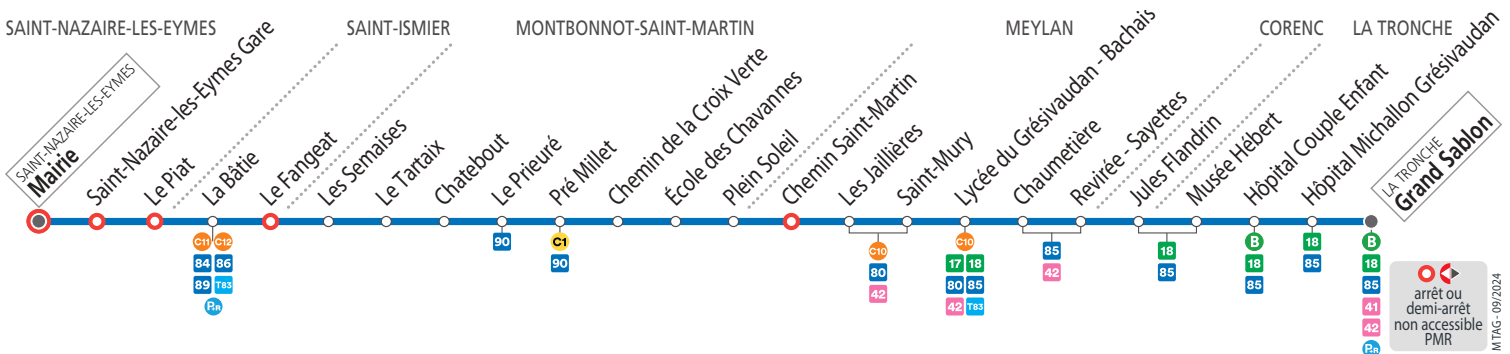 SAINT-NAZAIRE-LES-EYMES
SAINT-ISMIER
MONTBONNOT-SAINT-MARTIN
MEYLAN
CORENC
LA TRONCHE
SAINT-NAZAIRE-LES-EYMES
Mairie
Saint-Nazaire-les-Eymes Gare
Le Piat
La Bâtie
Le Fangeat
Les Semaises
Le Tartaix
Chatebout
Le Prieuré
Pré Millet
Chemin de la Croix Verte
École des Chavannes
Plein Soleil
Chemin Saint-Martin
Les Jaillières
Saint-Mury
Lycée du Grésivaudan - Bachais
Chaumetière
Revirée - Sayettes
Jules Flandrin
Musée Hébert
Hôpital Couple Enfant
Hôpital Michallon Grésivaudan
LA TRONCHE
Grand Sablon
C11 C12
84 86
89 T83
P+R
90
C1
90
C10
80
42
C10
17 18
80 85
42 T83
85
42
18
85
B
18
85
18
85
B
18
85
41
42
P+R
arrêt ou
demi-arrêt
non accessible
PMR
M TAG - 09/2024